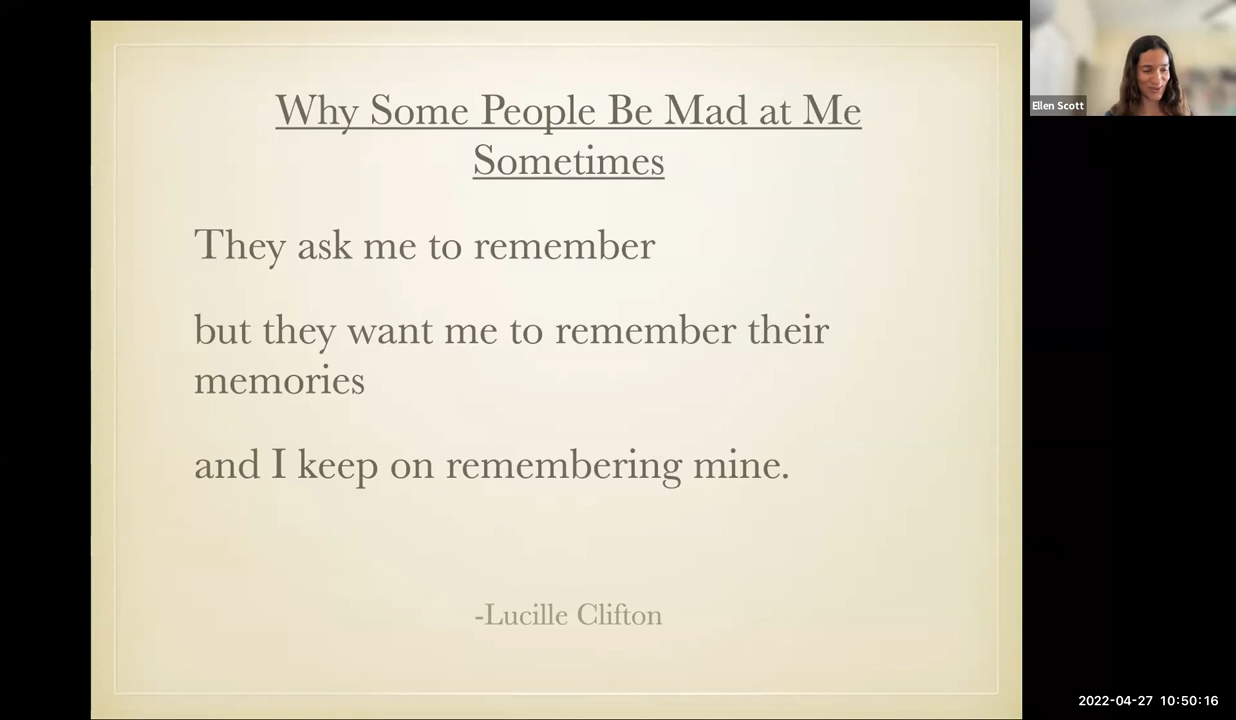 Why Some People Be Mad at Me
Sometimes
They ask me to remember
but they want me to remember their
memories
and I keep on remembering mine.
-Lucille Clifton
Ellen Scott
2022-04-27 10:50:16